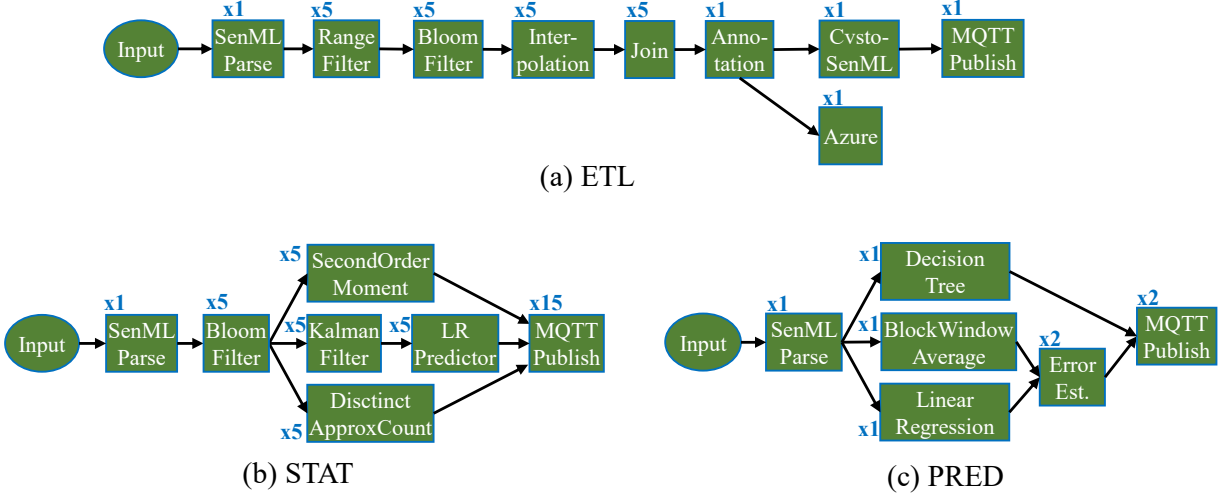 x1 x5 x5 x5 x5 x1 x1 x1
Input
SenML
Parse
Range
Filter
Bloom
Filter
Inter-
polation
Join
Anno-
tation
Cvsto-
SenML
MQTT
Publish
x1
Azure
(a) ETL
Input
x1
SenML
Parse
x5
Bloom
Filter
x5
SecondOrder
Moment
x5
Kalman
Filter
x5
LR
Predictor
x5
Disctinct
ApproxCount
x15
MQTT
Publish
(b) STAT
Input
x1
SenML
Parse
x1
Decision
Tree
x1
BlockWindow
Average
x1
Linear
Regression
x2
Error
Est.
x2
MQTT
Publish
(c) PRED